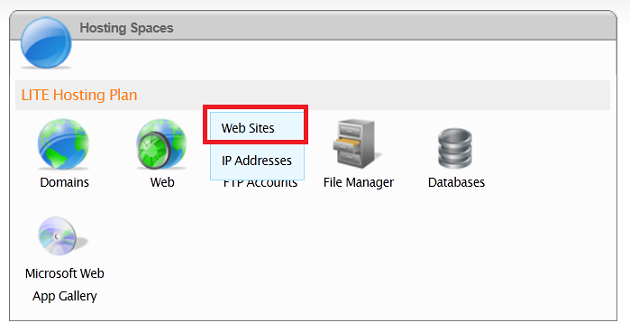 Hosting Spaces
LITE Hosting Plan
Web Sites
IP Addresses
Domains
Web
FTP Accounts
File Manager
Databases
Microsoft Web
App Gallery